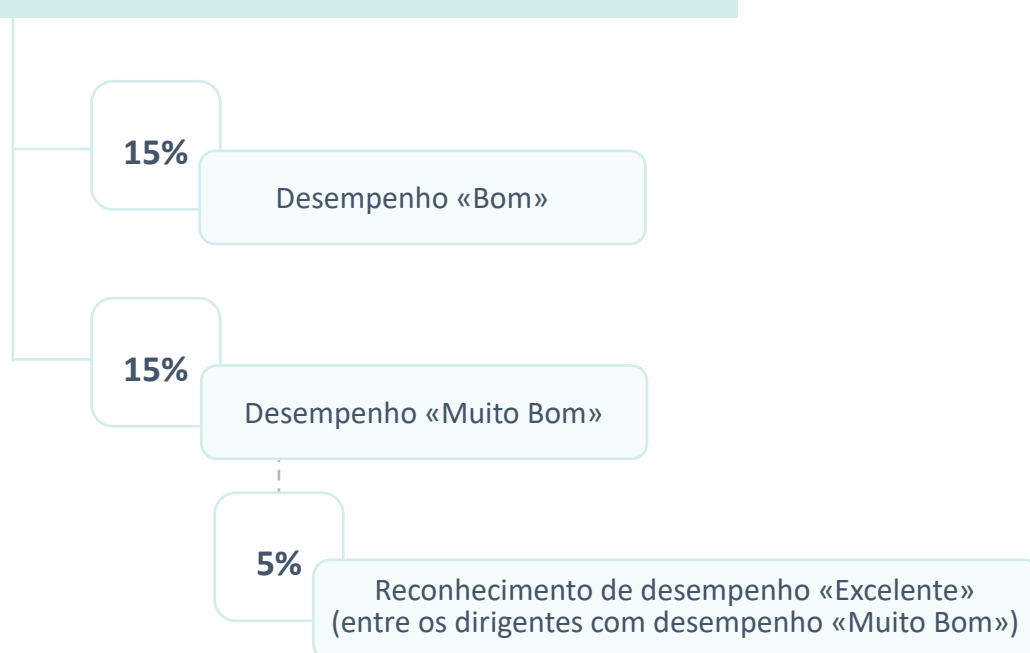 15%
Desempenho «Bom»
15%
Desempenho «Muito Bom»
5%
Reconhecimento de desempenho «Excelente»
(entre os dirigentes com desempenho «Muito Bom»)